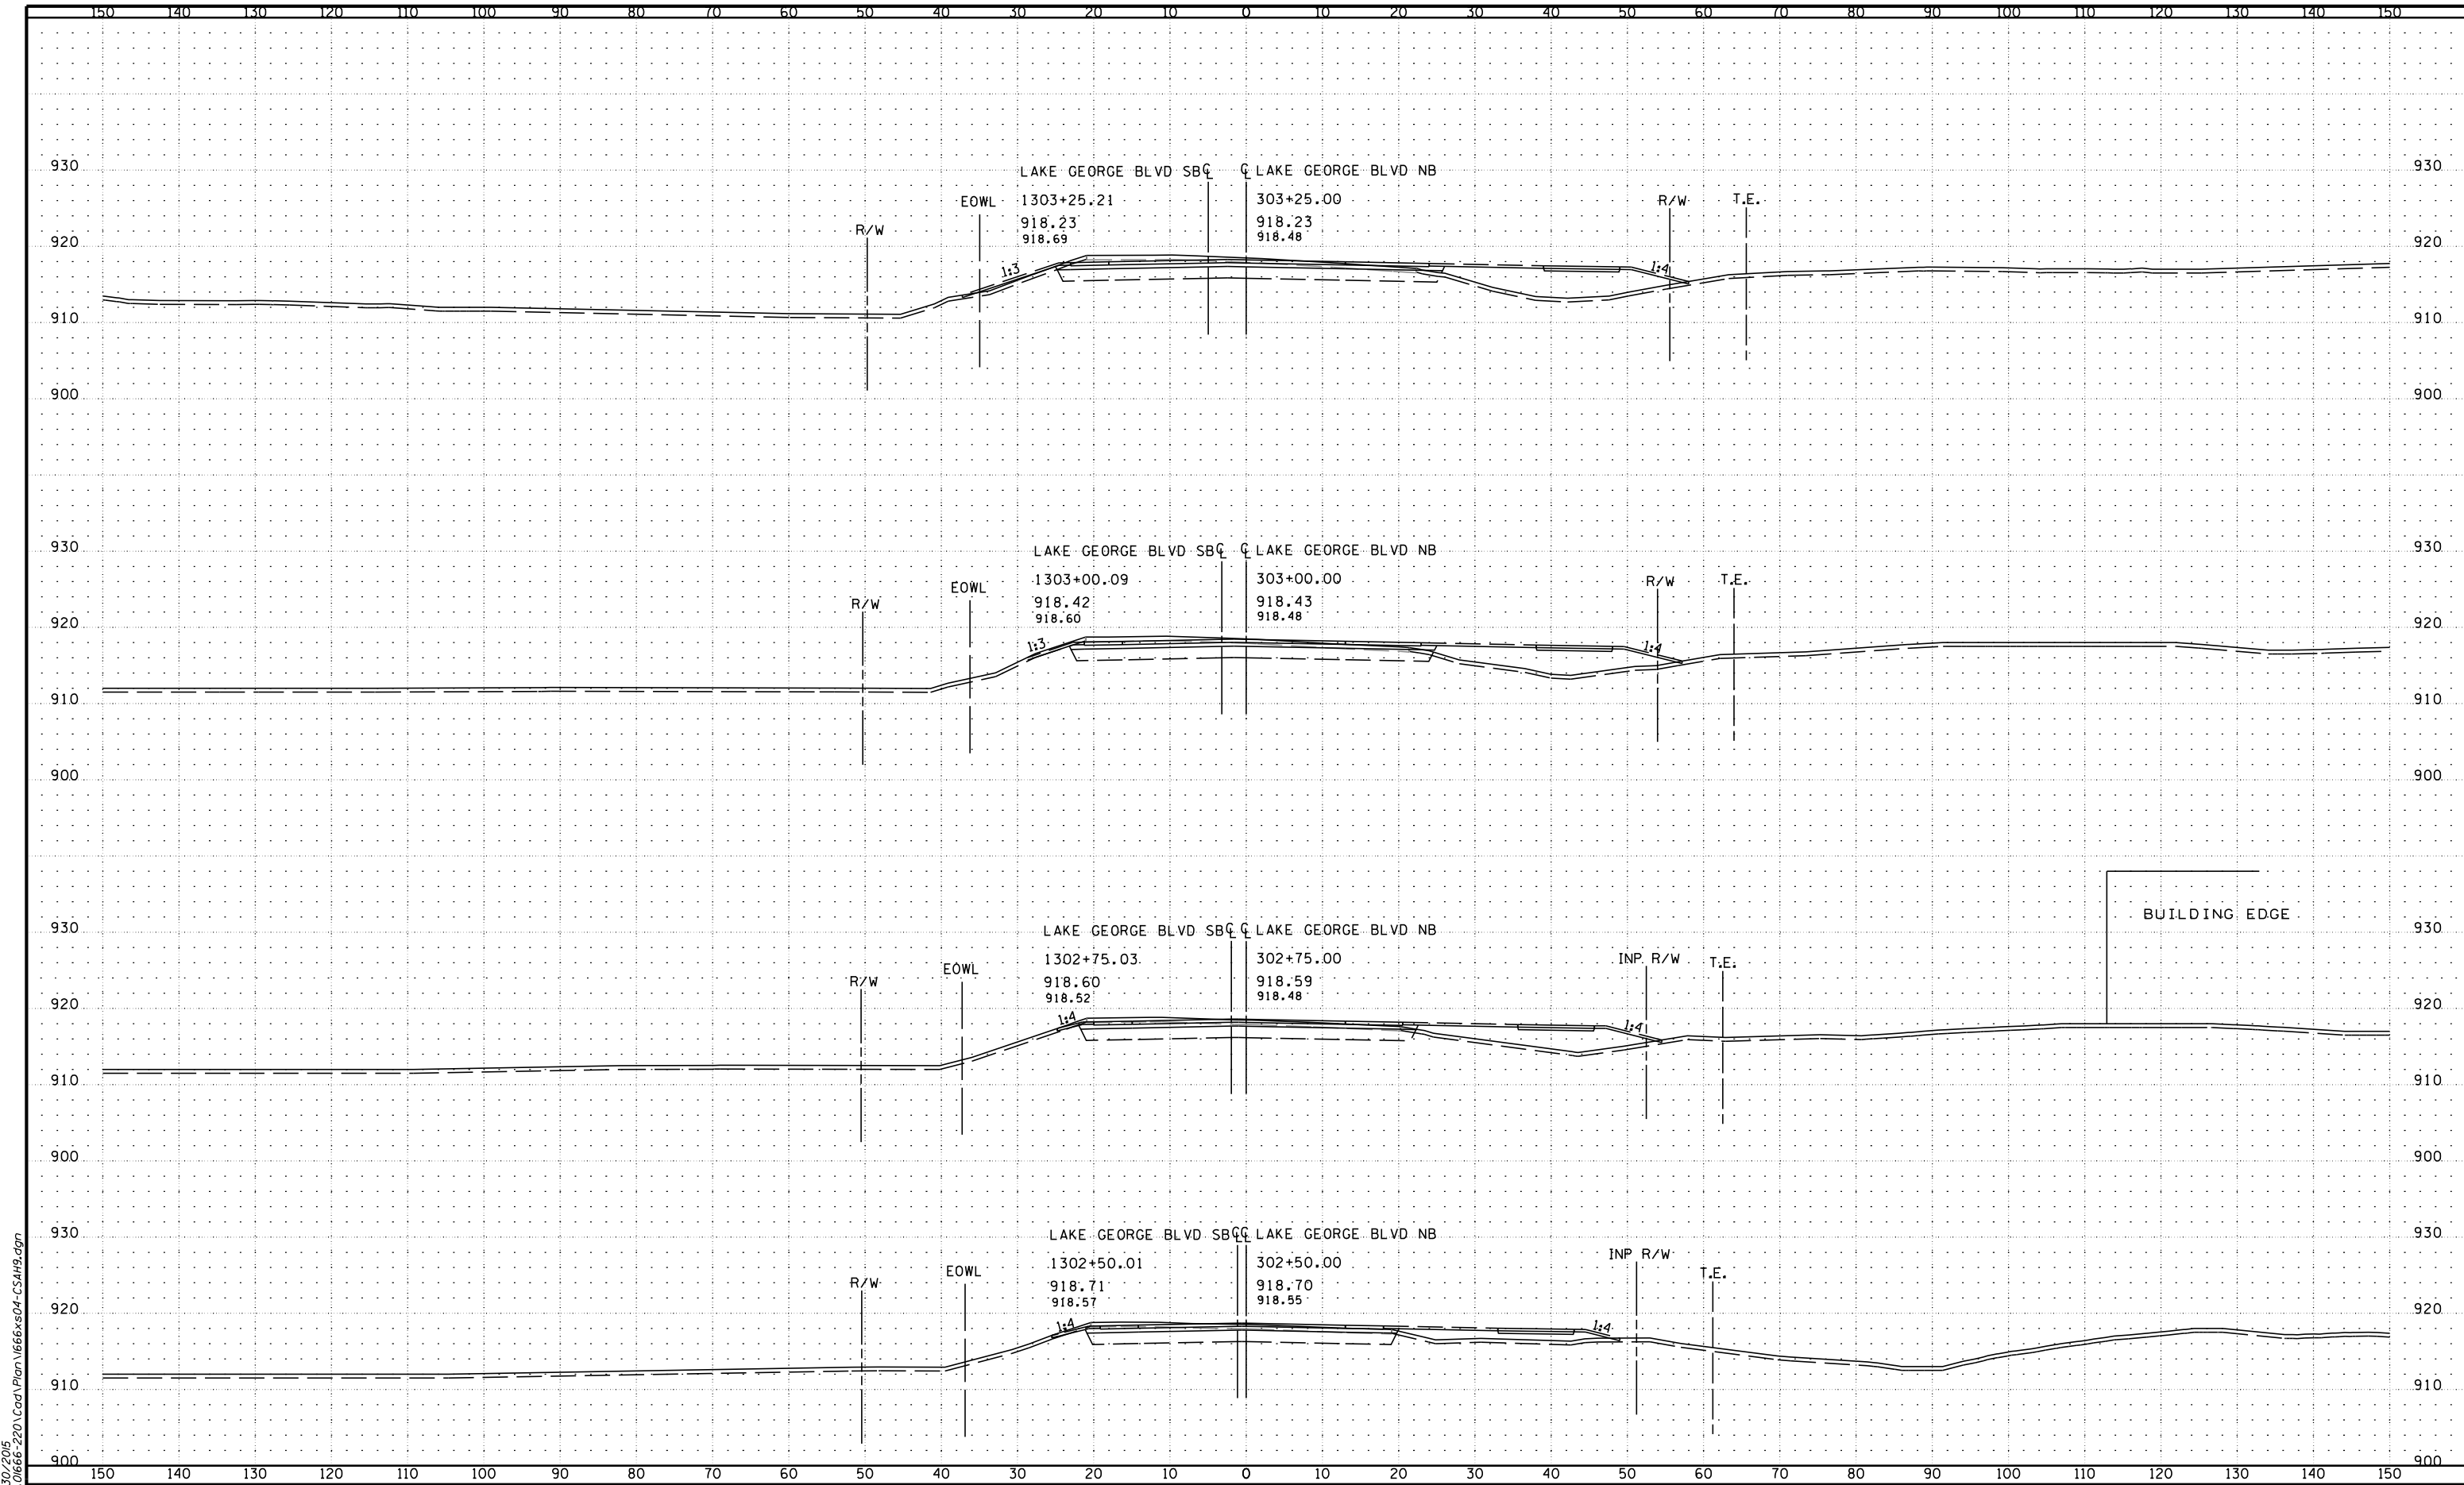 150 140 130 120 110 100 90 80 70 60 50 40 30 20 10 0 10 20 30 40 50 60 70 80 90 100 110 120 130 140 150
930 LAKE GEORGE BLVD SB ℄ ℄ LAKE GEORGE BLVD NB 930
EOWL 1303+25.21 303+25.00 R/W T.E.
R/W 918.23 918.23
918.69 918.48
920 920
1:3 1:4
910 910
900 900
930 LAKE GEORGE BLVD SB ℄ ℄ LAKE GEORGE BLVD NB 930
EOWL 1303+00.09 303+00.00 R/W T.E.
R/W 918.42 918.43
918.60 918.48
920 920
1:3 1:4
910 910
900 900
BUILDING EDGE
930 LAKE GEORGE BLVD SB ℄ ℄ LAKE GEORGE BLVD NB 930
1302+75.03 302+75.00 INP R/W T.E.
R/W EOWL 918.60 918.59
918.52 918.48
920 920
1:4 1:4
910 910
900 900
930 LAKE GEORGE BLVD SB ℄ ℄ LAKE GEORGE BLVD NB 930
INP R/W
EOWL 1302+50.01 302+50.00 T.E.
R/W 918.71 918.70
918.57 918.55
920 920
1:4 1:4
910 910
900 900
150 140 130 120 110 100 90 80 70 60 50 40 30 20 10 0 10 20 30 40 50 60 70 80 90 100 110 120 130 140 150
30/2015
01666-220\Cad\Plan\1666xs04-CSAH9.dgn